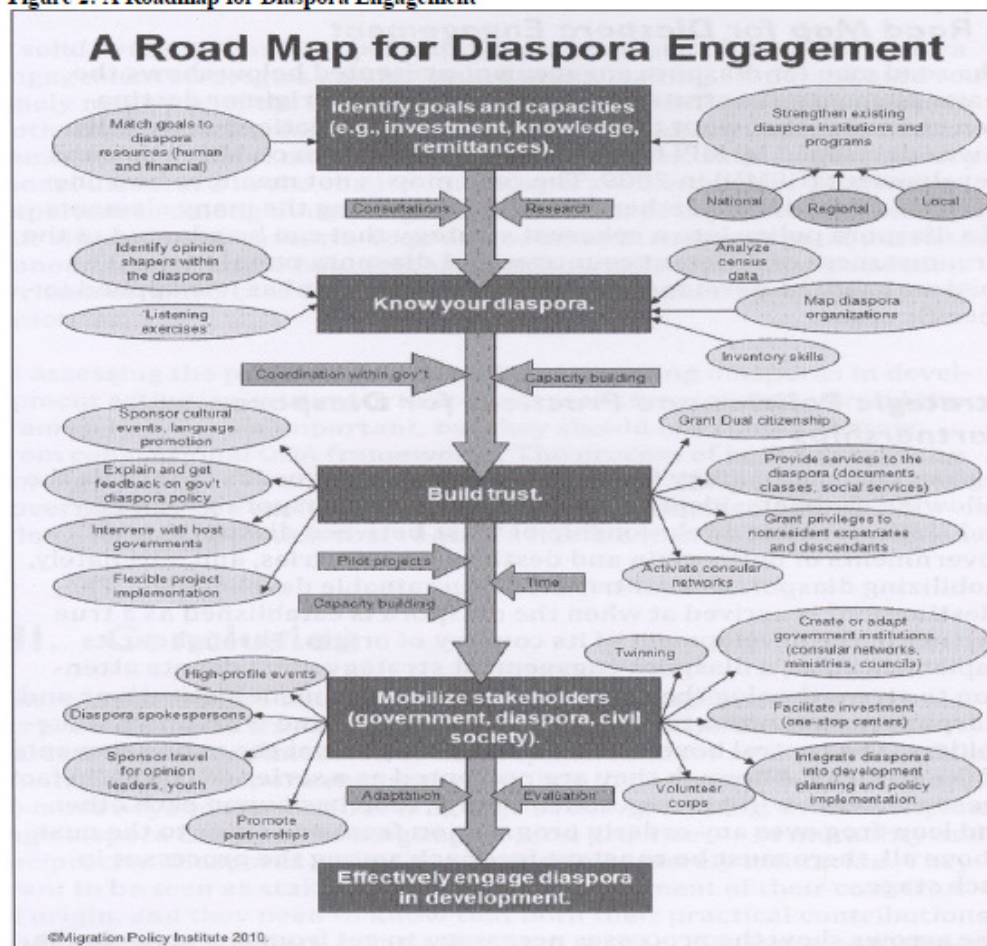 Figure 2: A Roadmap for Diaspora Engagement
A Road Map for Diaspora Engagement
Identify goals and capacities
(e.g., investment, knowledge,
remittances).
Match goals to
diaspora
resources (human
and financial)
Strengthen existing
diaspora institutions and
programs
National
Regional
Local
Consultations
Research
Identify opinion
shapers within
the diaspora
'Listening
exercises'
Know your diaspora.
Analyze
census
data
Map diaspora
organizations
Inventory skills
Coordination within gov't
Capacity building
Sponsor cultural
events, language
promotion
Explain and get
feedback on gov't
diaspora policy
Intervene with host
governments
Flexible project
implementation
Build trust.
Grant Dual citizenship
Provide services to the
diaspora (documents,
classes, social services)
Grant privileges to
nonresident expatriates
and descendants
Activate consular
networks
Pilot projects
Time
Capacity building
High-profile events
Diaspora spokespersons
Sponsor travel
for opinion
leaders, youth
Promote
partnerships
Mobilize stakeholders
(government, diaspora, civil
society).
Twinning
Create or adapt
government institutions
(consular networks,
ministries, councils)
Facilitate investment
(one-stop centers)
Integrate diasporas
into development
planning and policy
implementation
Volunteer
corps
Adaptation
Evaluation
Effectively engage diaspora
in development.
©Migration Policy Institute 2010